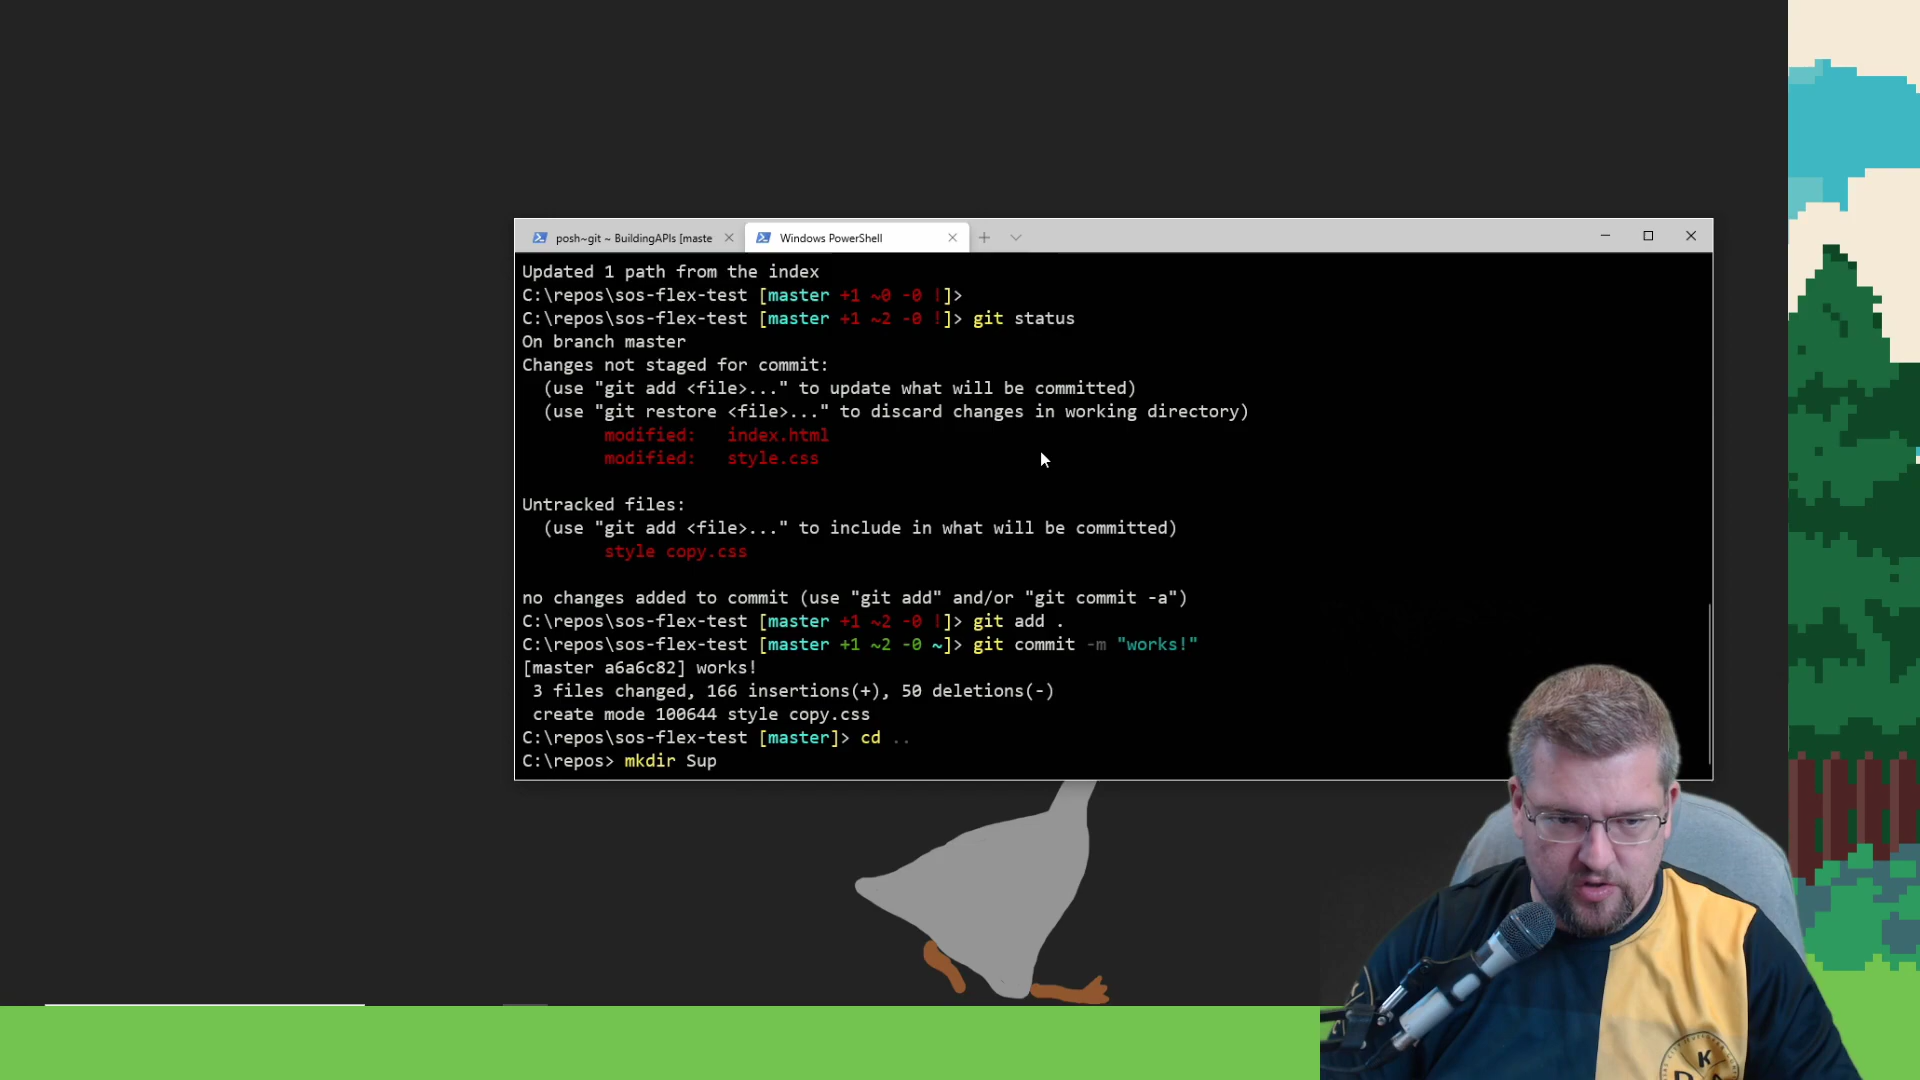 posh~git ~ BuildingAPIs [maste
Windows PowerShell
Updated 1 path from the index
C:\repos\sos-flex-test [master +1 ~0 -0 !]>
C:\repos\sos-flex-test [master +1 ~2 -0 !]> git status
On branch master
Changes not staged for commit:
  (use "git add <file>..." to update what will be committed)
  (use "git restore <file>..." to discard changes in working directory)
        modified:   index.html
        modified:   style.css
Untracked files:
  (use "git add <file>..." to include in what will be committed)
        style copy.css
no changes added to commit (use "git add" and/or "git commit -a")
C:\repos\sos-flex-test [master +1 ~2 -0 !]> git add .
C:\repos\sos-flex-test [master +1 ~2 -0 ~]> git commit -m "works!"
[master a6a6c82] works!
 3 files changed, 166 insertions(+), 50 deletions(-)
 create mode 100644 style copy.css
C:\repos\sos-flex-test [master]> cd ..
C:\repos> mkdir Sup
K